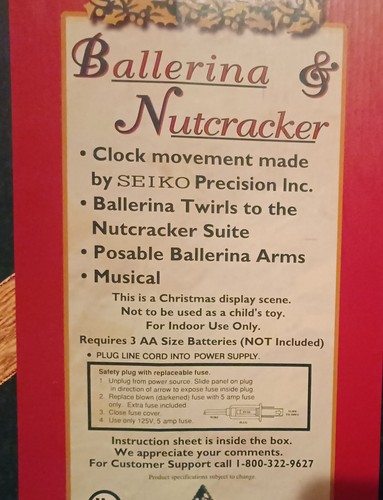 Ballerina &
Nutcracker
• Clock movement made
by SEIKO Precision Inc.
• Ballerina Twirls to the
Nutcracker Suite
• Posable Ballerina Arms
• Musical
This is a Christmas display scene.
Not to be used as a child's toy.
For Indoor Use Only.
Requires 3 AA Size Batteries (NOT Included)
• PLUG LINE CORD INTO POWER SUPPLY.
Safety plug with replaceable fuse.
1. Unplug from power source. Slide panel on plug
in direction of arrow to expose fuse inside plug.
2. Replace blown (darkened) fuse with 5 amp fuse
only. Extra fuse included.
3. Close fuse cover.
4. Use only 125V, 5 amp fuse.
Instruction sheet is inside the box.
We appreciate your comments.
For Customer Support call 1-800-322-9627
Product specifications subject to change.